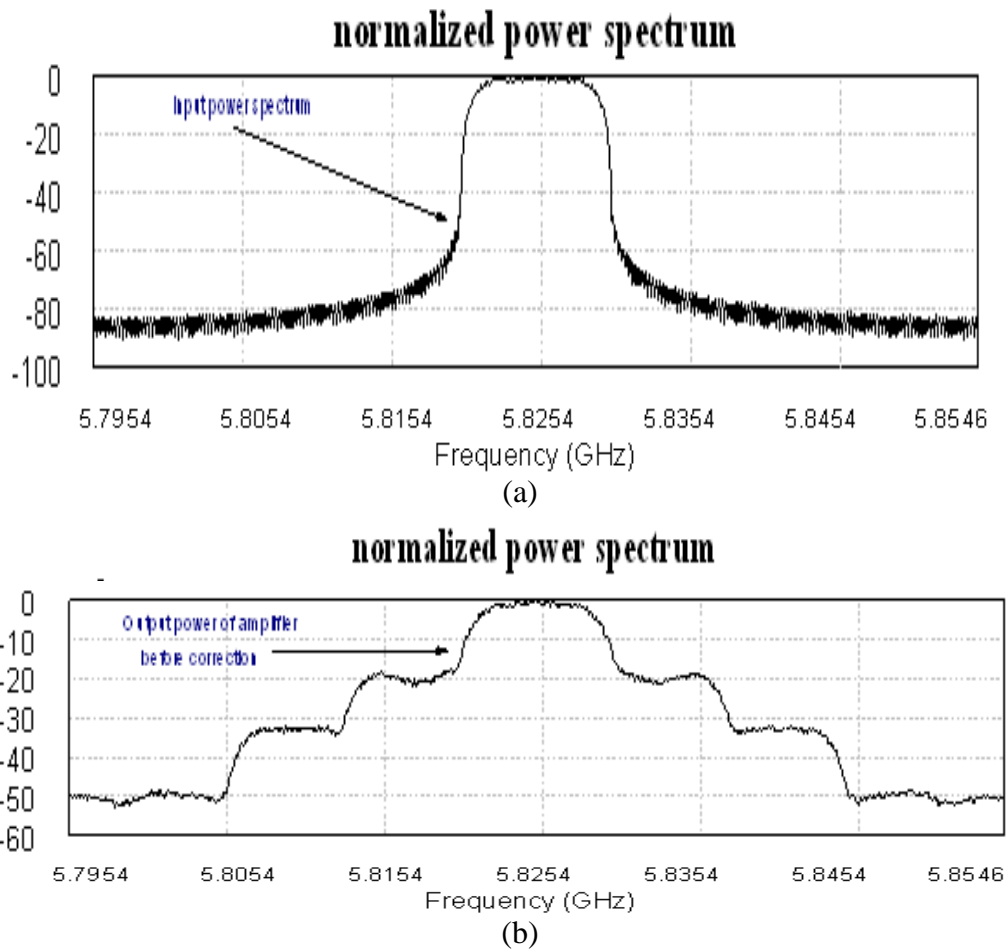 normalized power spectrum
0
-20
-40
-60
-80
-100
Input power spectrum
5.7954 5.8054 5.8154 5.8254 5.8354 5.8454 5.8546
Frequency (GHz)
(a)
normalized power spectrum
-
0
-10
-20
-30
-40
-50
-60
Output power of amplifier
before correction
5.7954 5.8054 5.8154 5.8254 5.8354 5.8454 5.8546
Frequency (GHz)
(b)